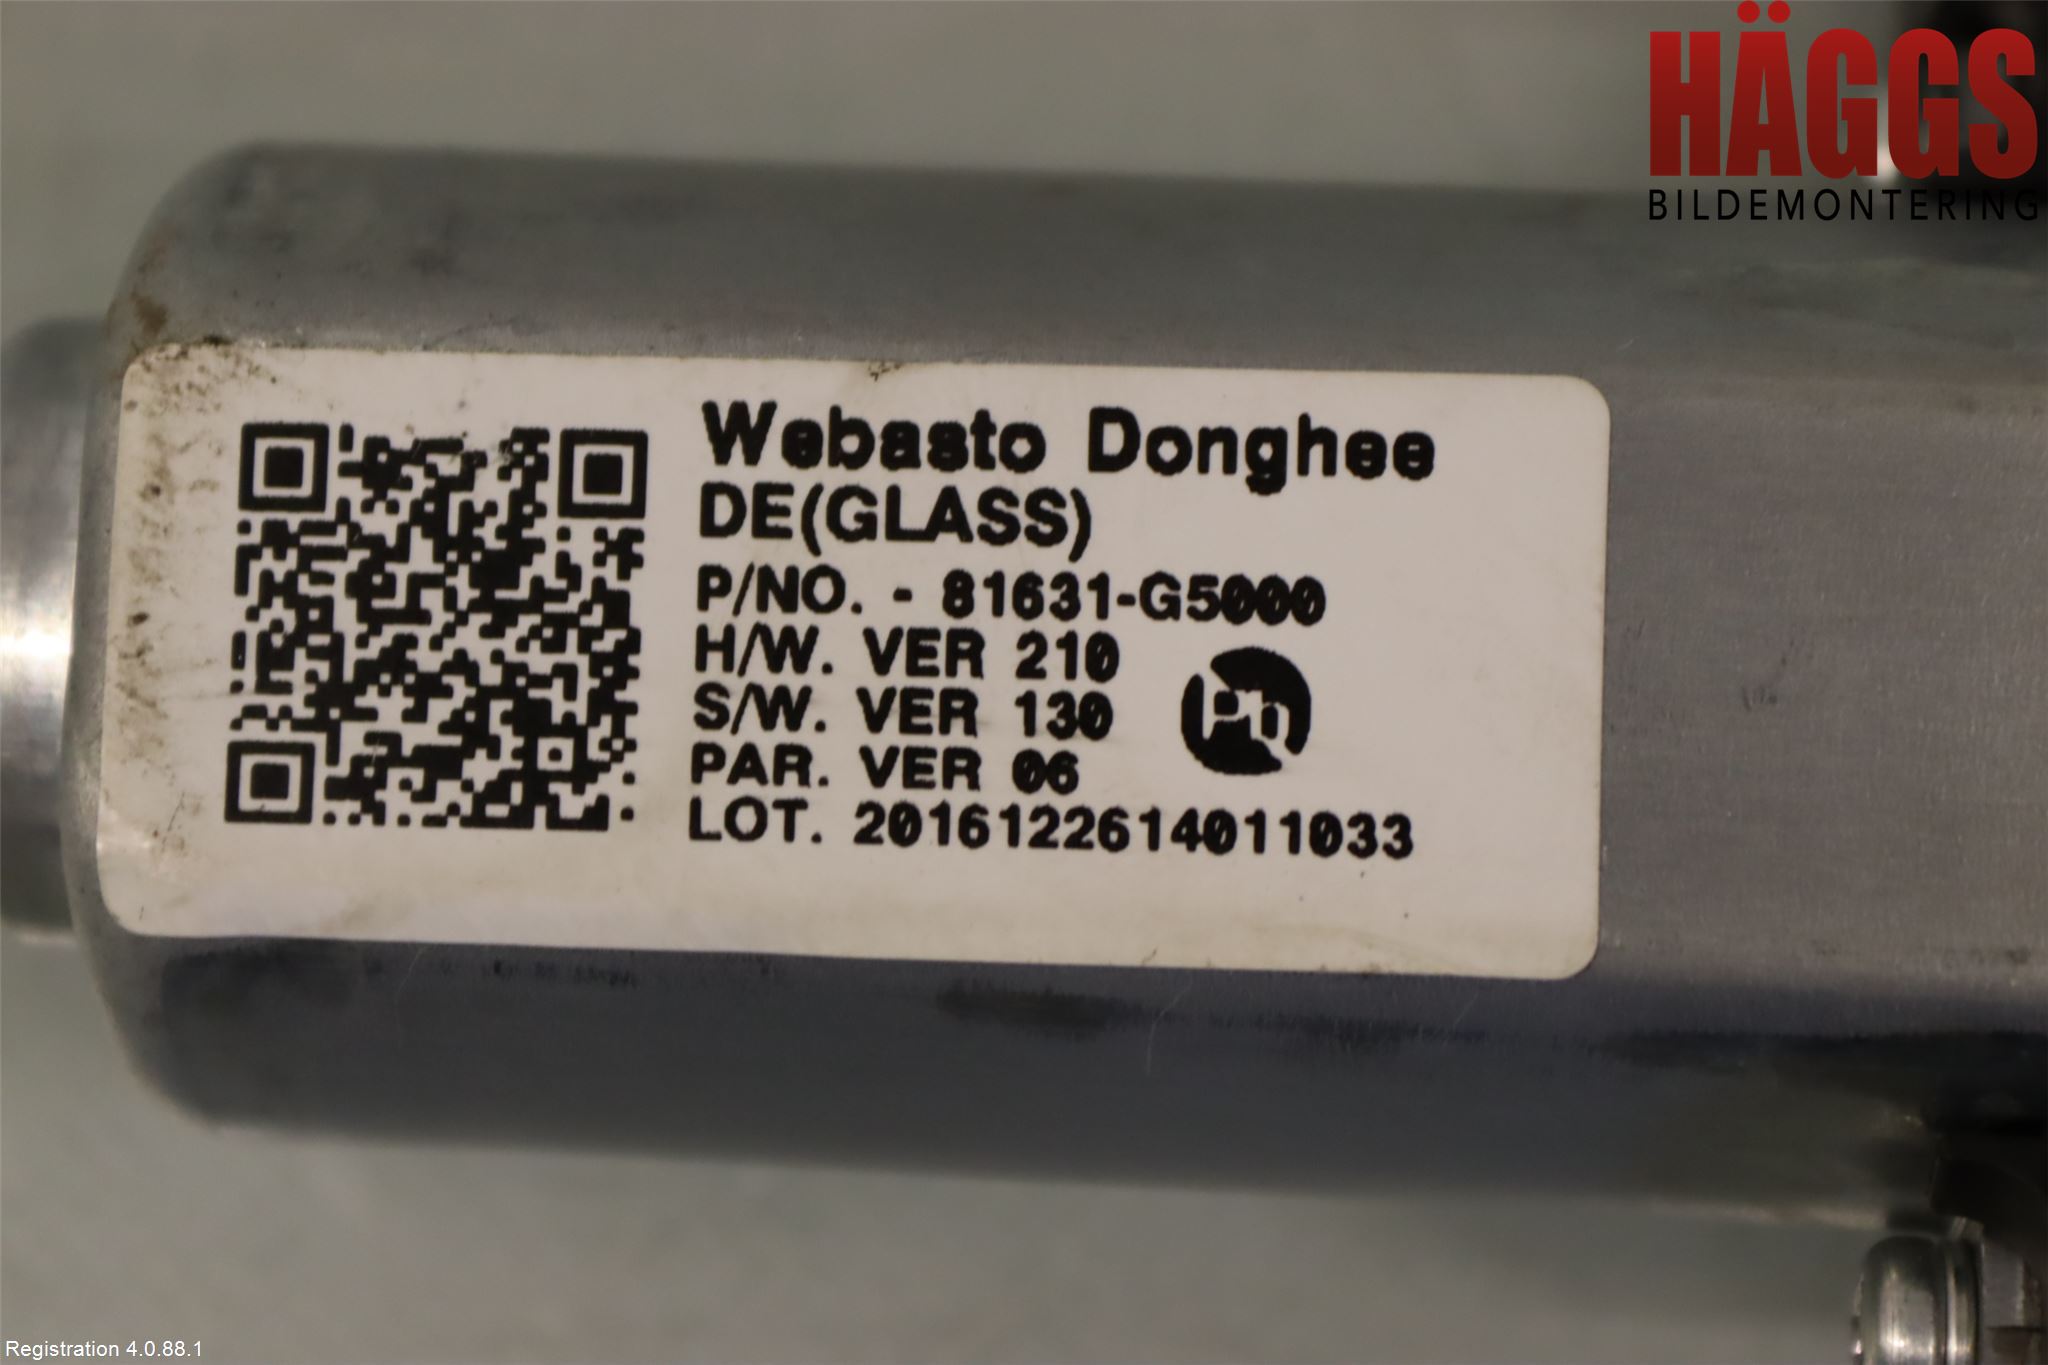 HÄGGS
BILDEMONTERING
Webasto Donghee
DE(GLASS)
P/NO. - 81631-G5000
H/W. VER 210
S/W. VER 130
PAR. VER 06
LOT. 2016122614011033
Registration 4.0.88.1